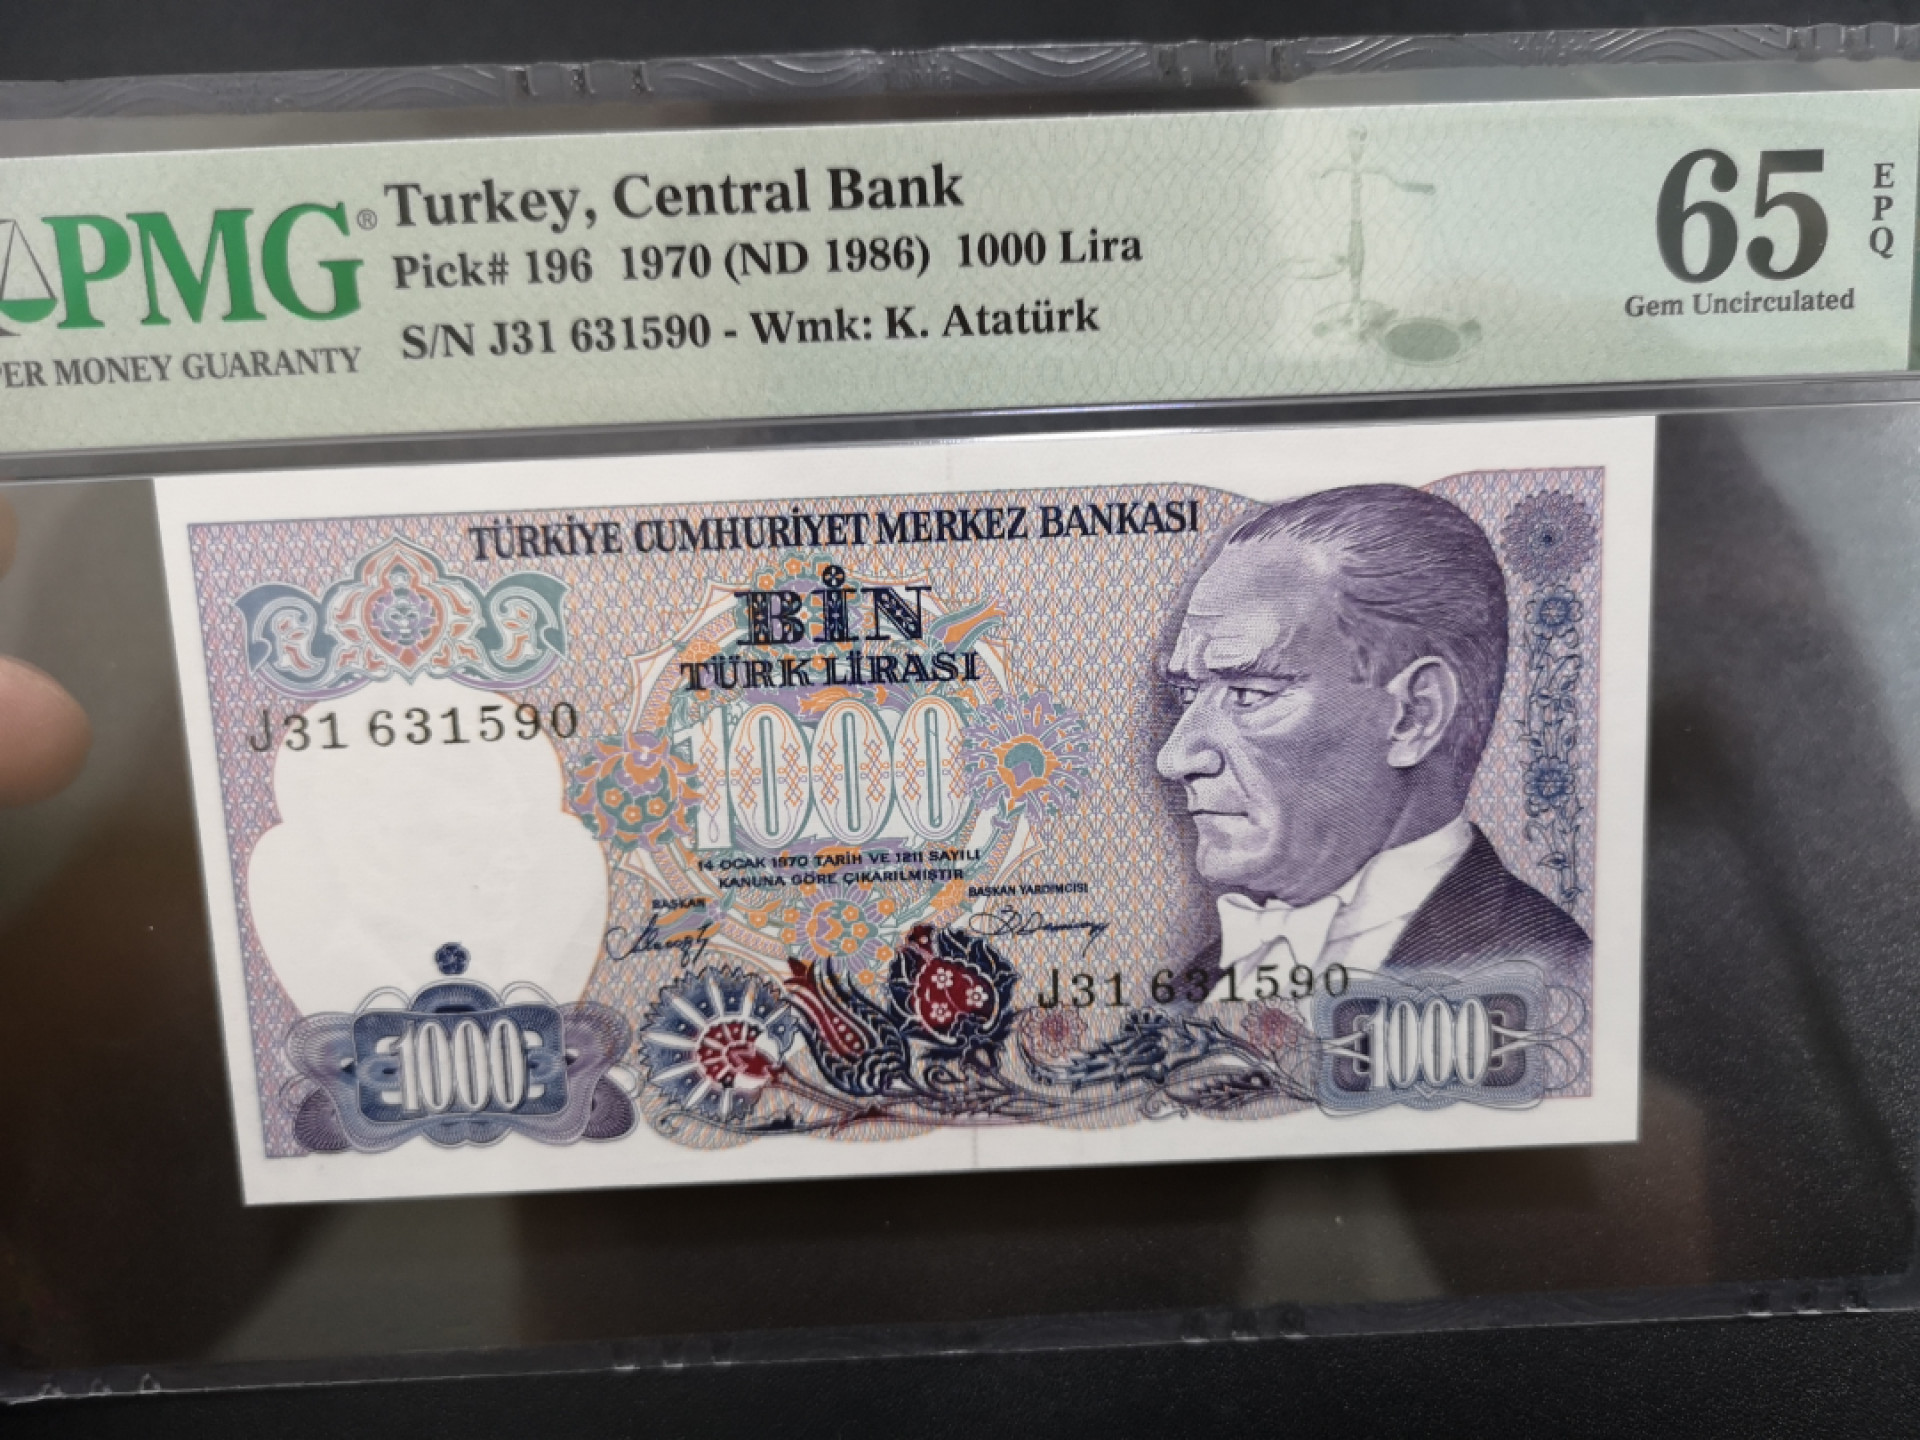 PMG®
PER MONEY GUARANTY
Turkey, Central Bank
Pick# 196 1970 (ND 1986) 1000 Lira
S/N J31 631590 - Wmk: K. Atatürk
65
EPQ
Gem Uncirculated
TÜRKİYE CUMHURİYET MERKEZ BANKASI
BİN
TÜRK LİRASI
J31 631590
1000
14 OCAK 1970 TARİH VE 1211 SAYILI
KANUNA GÖRE ÇIKARILMIŞTIR
BAŞKAN
BAŞKAN YARDIMCISI
J31 631590
1000
1000